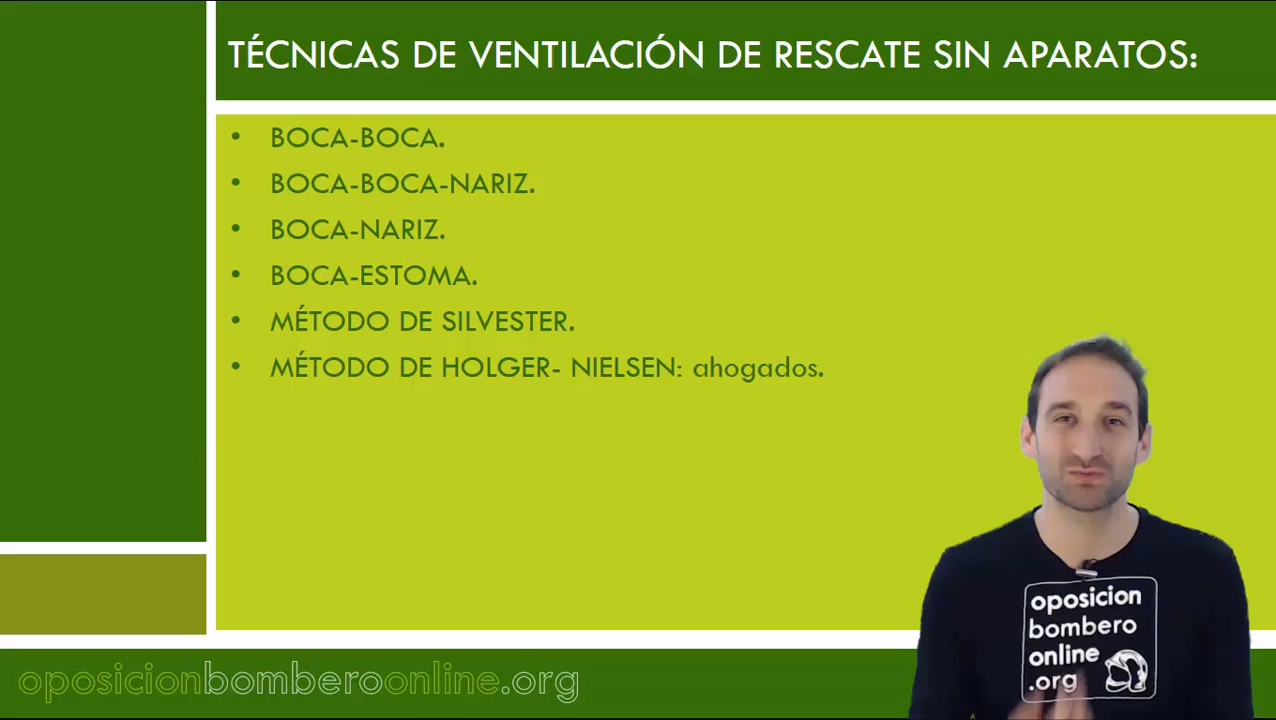 TÉCNICAS DE VENTILACIÓN DE RESCATE SIN APARATOS:
• BOCA-BOCA.
• BOCA-BOCA-NARIZ.
• BOCA-NARIZ.
• BOCA-ESTOMA.
• MÉTODO DE SILVESTER.
• MÉTODO DE HOLGER- NIELSEN: ahogados.
oposicion
bombero
online
.org
oposicionbomberoonline.org